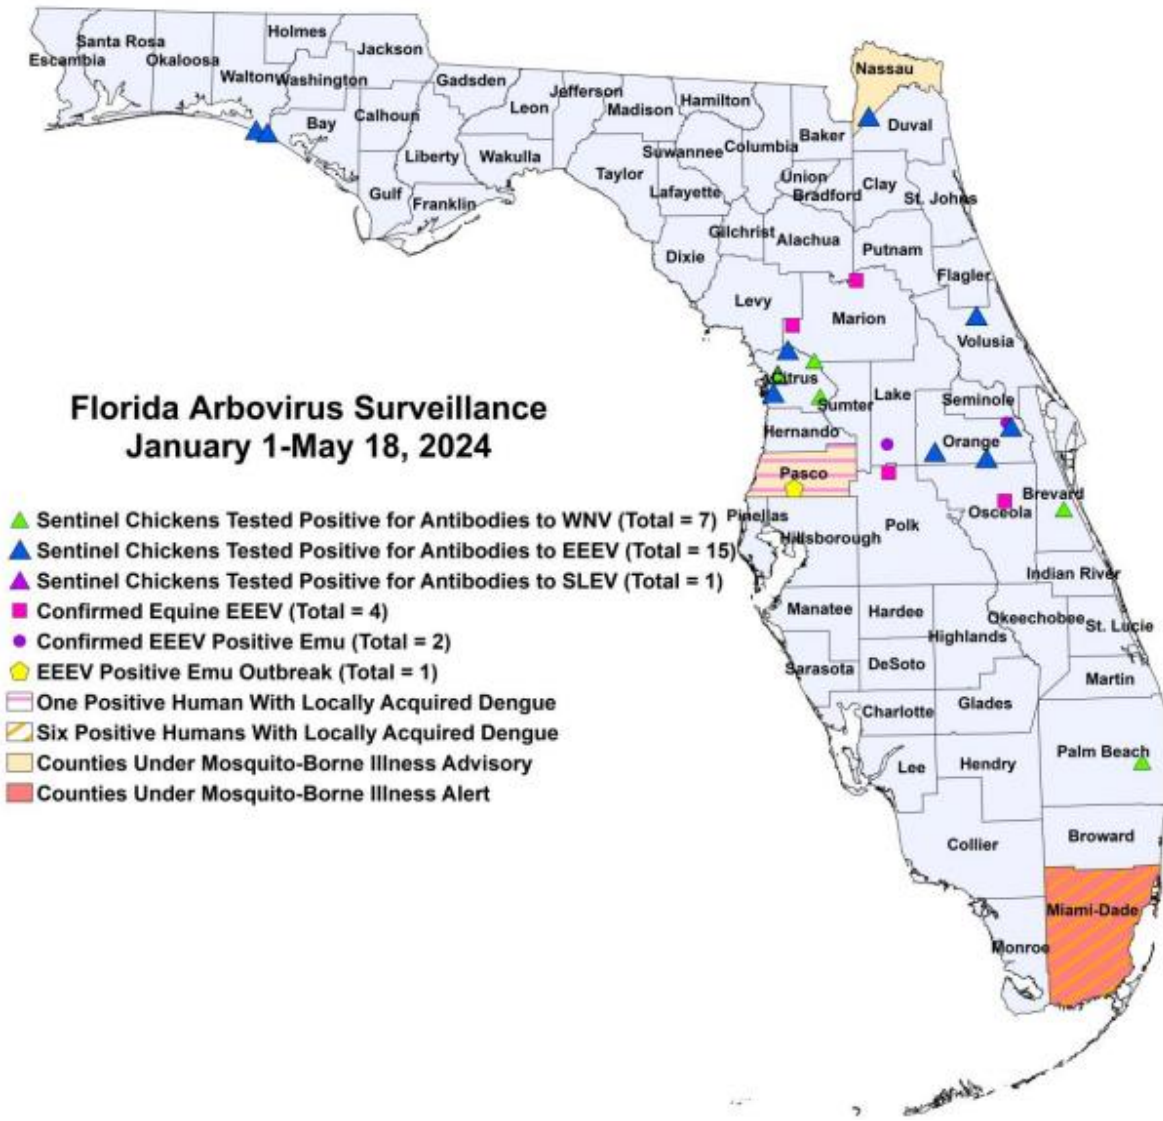 Holmes
Santa Rosa
Jackson
Escambia
Okaloosa
Walton
Washington
Gadsden
Jefferson
Leon
Madison
Hamilton
Nassau
Calhoun
Bay
Duval
Baker
Columbia
Suwannee
Liberty
Wakulla
Taylor
Union
Clay
Lafayette
Bradford
St. Johns
Gulf
Franklin
Gilchrist
Alachua
Putnam
Dixie
Flagler
Levy
Marion
Volusia
Citrus
Lake
Seminole
Sumter
Hernando
Orange
Pasco
Brevard
Osceola
Pinellas
Polk
Hillsborough
Indian River
Manatee
Hardee
Okeechobee
St. Lucie
Highlands
Sarasota
DeSoto
Martin
Charlotte
Glades
Palm Beach
Lee
Hendry
Broward
Collier
Miami-Dade
Monroe
Florida Arbovirus Surveillance
January 1-May 18, 2024
Sentinel Chickens Tested Positive for Antibodies to WNV (Total = 7)
Sentinel Chickens Tested Positive for Antibodies to EEEV (Total = 15)
Sentinel Chickens Tested Positive for Antibodies to SLEV (Total = 1)
Confirmed Equine EEEV (Total = 4)
Confirmed EEEV Positive Emu (Total = 2)
EEEV Positive Emu Outbreak (Total = 1)
One Positive Human With Locally Acquired Dengue
Six Positive Humans With Locally Acquired Dengue
Counties Under Mosquito-Borne Illness Advisory
Counties Under Mosquito-Borne Illness Alert